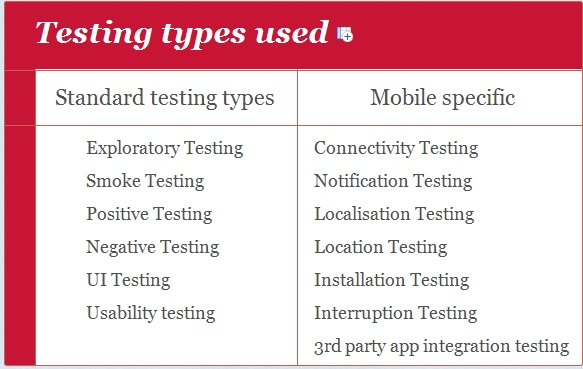 Testing types used
Standard testing types
Mobile specific
Exploratory Testing
Smoke Testing
Positive Testing
Negative Testing
UI Testing
Usability testing
Connectivity Testing
Notification Testing
Localisation Testing
Location Testing
Installation Testing
Interruption Testing
3rd party app integration testing